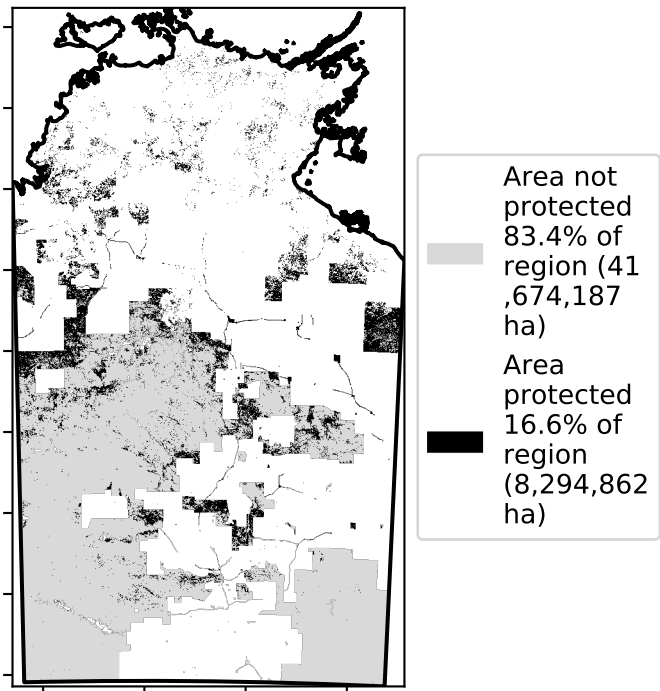 Area not
protected
83.4% of
region (41
,674,187
ha)
Area
protected
16.6% of
region
(8,294,862
ha)